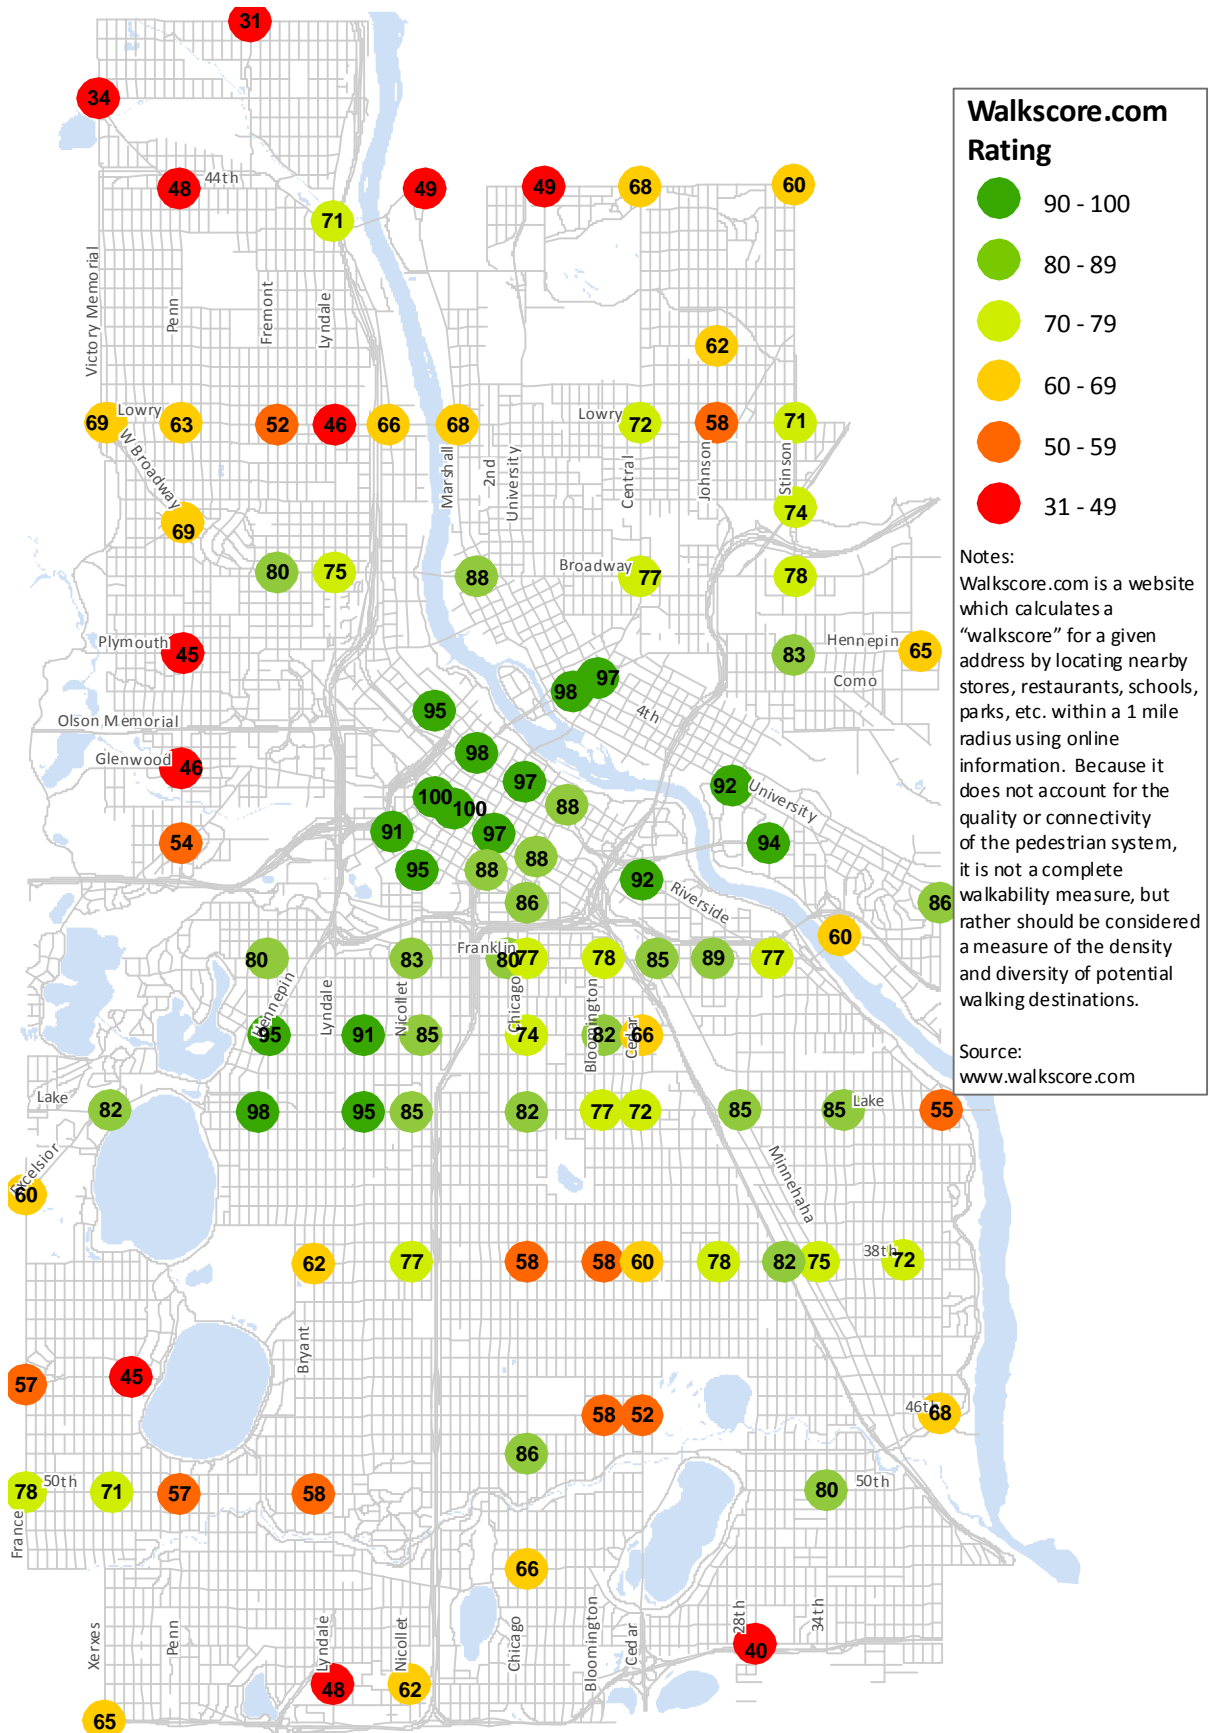 31
34
48
44th
49
49
68
60
71
Victory Memorial
Penn
Fremont
Lyndale
62
69
Lowry
63
52
46
66
68
Lowry
72
58
71
W Broadway
Marshall
2nd
University
Central
Johnson
Stinson
69
74
80
75
88
Broadway
77
78
Plymouth
45
83
Hennepin
65
Como
98
97
4th
Olson Memorial
95
Glenwood
46
98
97
92
University
100
100
88
54
91
97
94
95
88
88
92
Riverside
86
86
60
80
83
Franklin
80
77
78
85
89
77
Hennepin
Lyndale
Nicollet
Chicago
Bloomington
Cedar
95
91
85
74
82
66
Lake
82
98
95
85
82
77
72
85
85
Lake
55
Excelsior
60
Minnehaha
62
77
58
58
60
78
82
75
38th
72
Bryant
57
45
58
52
46th
68
86
78
50th
71
57
58
80
50th
France
66
Xerxes
Penn
Lyndale
Nicollet
Chicago
Bloomington
Cedar
28th
34th
40
48
62
65
Walkscore.com
Rating
90 - 100
80 - 89
70 - 79
60 - 69
50 - 59
31 - 49
Notes:
Walkscore.com is a website
which calculates a
“walkscore” for a given
address by locating nearby
stores, restaurants, schools,
parks, etc. within a 1 mile
radius using online
information.  Because it
does not account for the
quality or connectivity
of the pedestrian system,
it is not a complete
walkability measure, but
rather should be considered
a measure of the density
and diversity of potential
walking destinations.
Source:
www.walkscore.com